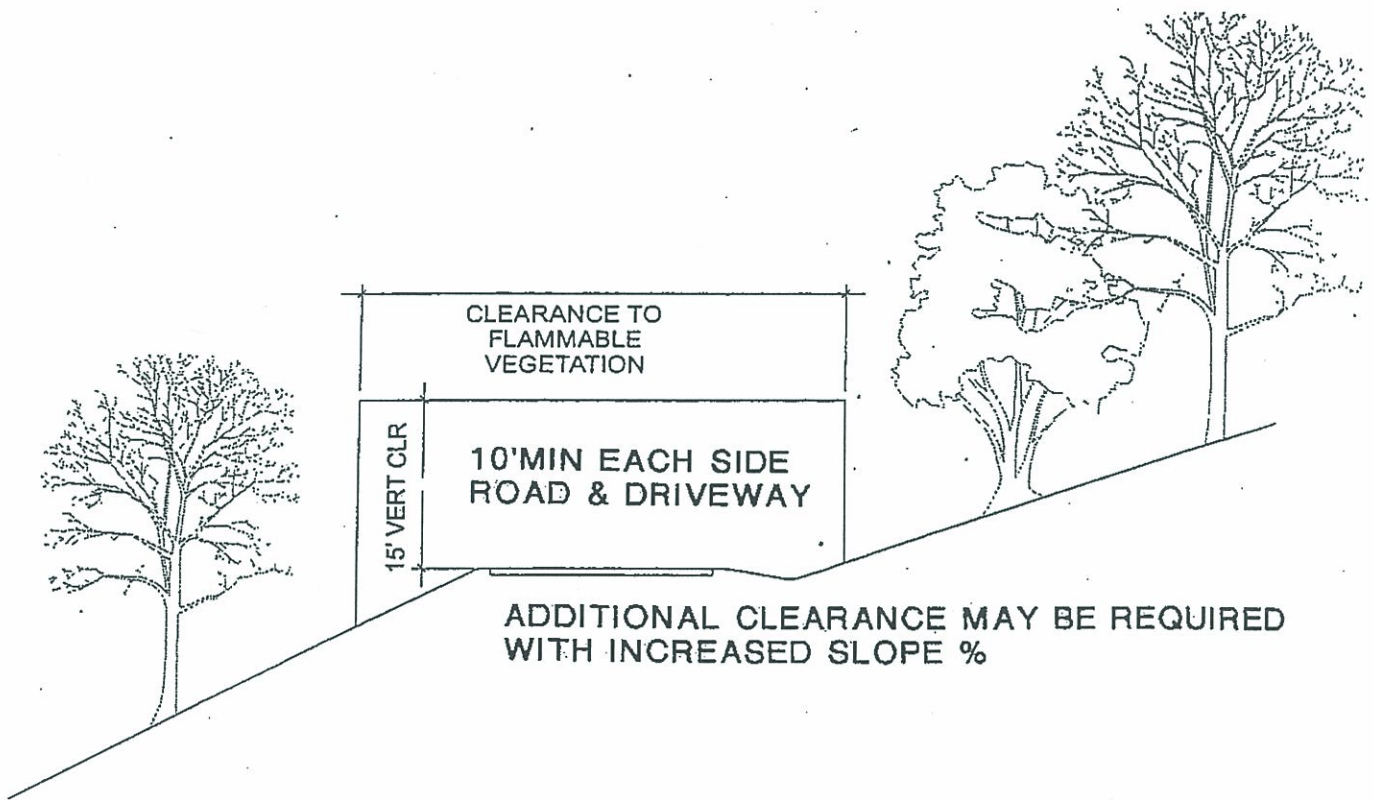 CLEARANCE TO
FLAMMABLE
VEGETATION
15' VERT CLR
10'MIN EACH SIDE
ROAD & DRIVEWAY
ADDITIONAL CLEARANCE MAY BE REQUIRED
WITH INCREASED SLOPE %